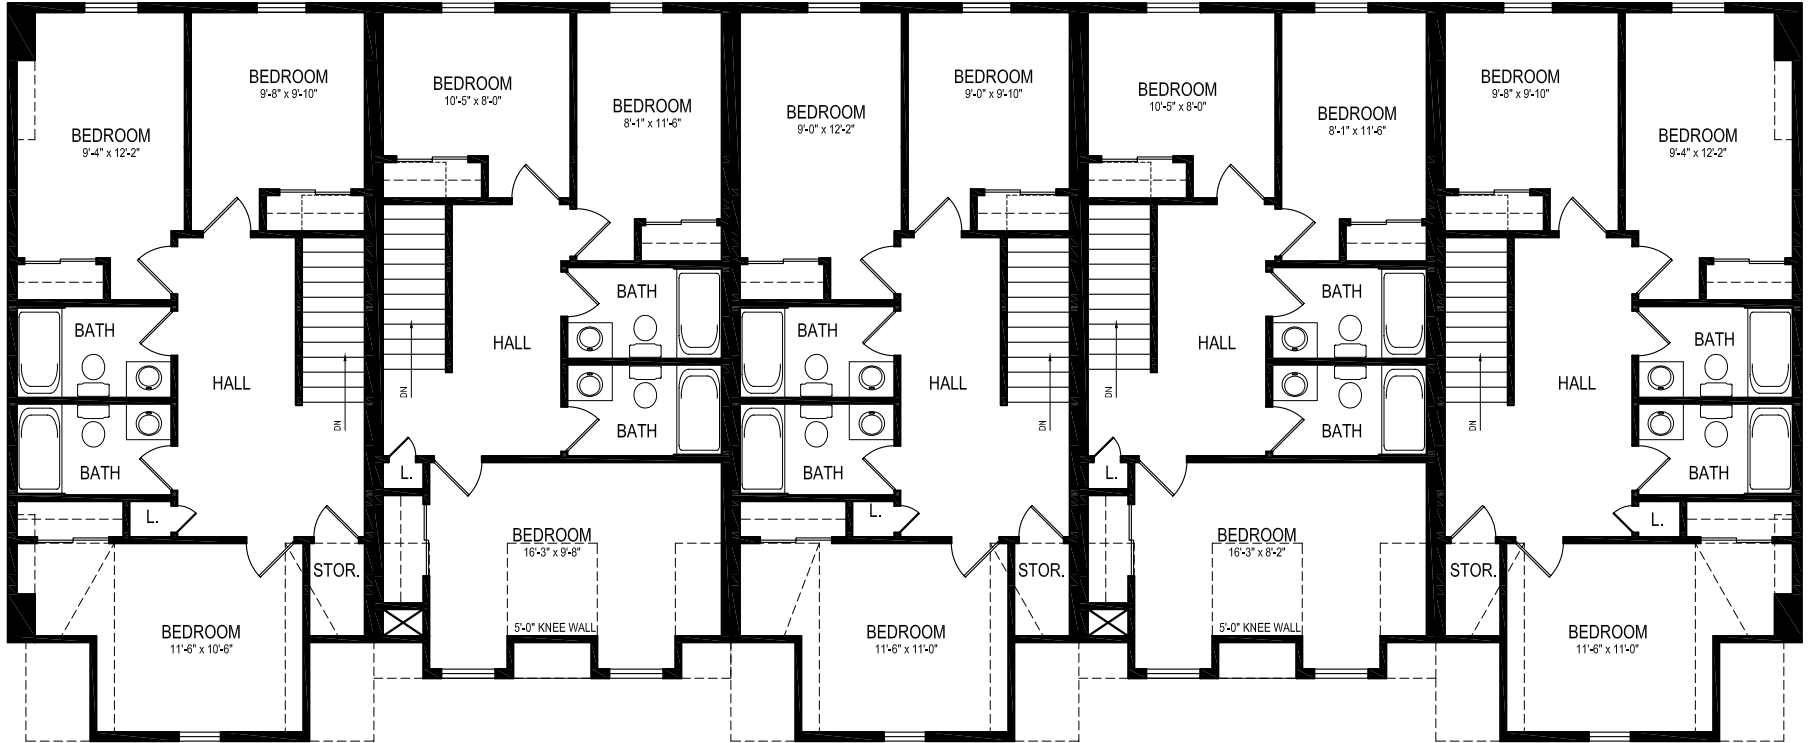 BEDROOM
9'-4" x 12'-2"
BEDROOM
9'-8" x 9'-10"
BATH
BATH
HALL
DN
L.
STOR.
BEDROOM
11'-6" x 10'-6"
BEDROOM
10'-5" x 8'-0"
BEDROOM
8'-1" x 11'-6"
DN
HALL
BATH
BATH
L.
BEDROOM
16'-3" x 9'-8"
5'-0" KNEE WALL
BEDROOM
9'-0" x 12'-2"
BEDROOM
9'-0" x 9'-10"
BATH
BATH
HALL
DN
L.
STOR.
BEDROOM
11'-6" x 11'-0"
BEDROOM
10'-5" x 8'-0"
BEDROOM
8'-1" x 11'-6"
DN
HALL
BATH
BATH
L.
BEDROOM
16'-3" x 8'-2"
5'-0" KNEE WALL
BEDROOM
9'-8" x 9'-10"
BEDROOM
9'-4" x 12'-2"
DN
HALL
BATH
BATH
L.
STOR.
BEDROOM
11'-6" x 11'-0"